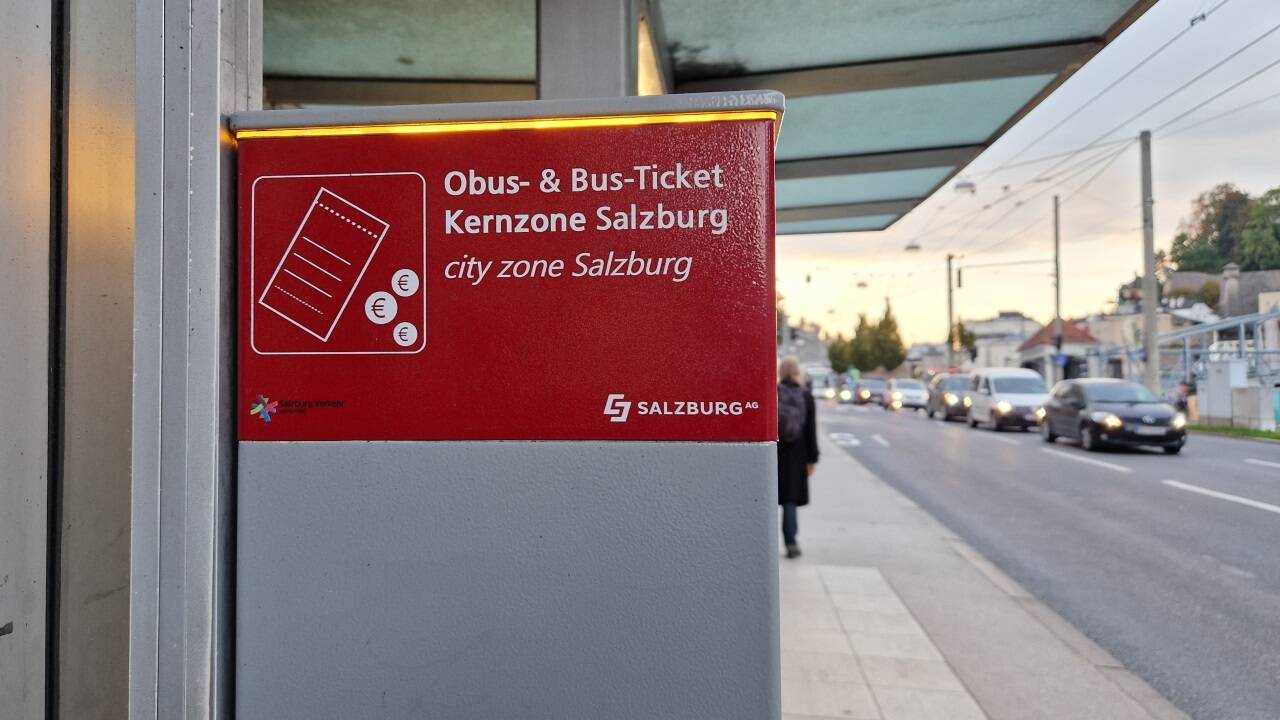 Obus- & Bus-Ticket
Kernzone Salzburg
city zone Salzburg
€
€
€
Salzburg Verkehr
SALZBURG AG